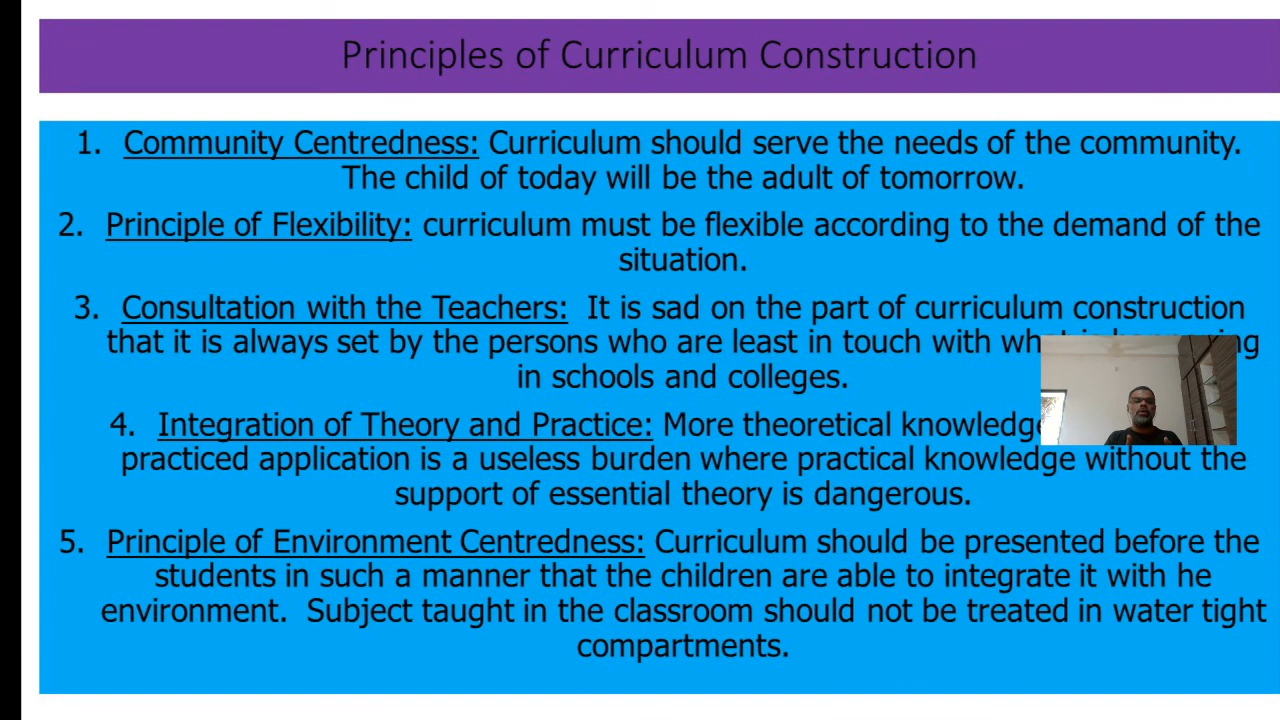 Principles of Curriculum Construction
1. Community Centredness: Curriculum should serve the needs of the community.
The child of today will be the adult of tomorrow.
2. Principle of Flexibility: curriculum must be flexible according to the demand of the
situation.
3. Consultation with the Teachers: It is sad on the part of curriculum construction
that it is always set by the persons who are least in touch with
in schools and colleges.
4. Integration of Theory and Practice: More theoretical knowledge
practiced application is a useless burden where practical knowledge without the
support of essential theory is dangerous.
5. Principle of Environment Centredness: Curriculum should be presented before the
students in such a manner that the children are able to integrate it with he
environment. Subject taught in the classroom should not be treated in water tight
compartments.